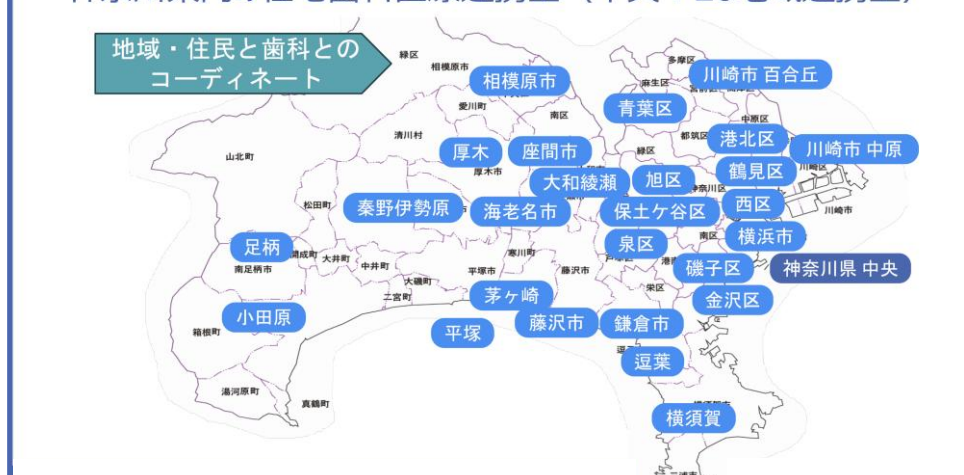 地域・住民と歯科との
コーディネート
緑区
相模原市
多摩区
川崎市 百合丘
相模原市
麻生区
愛川町
青葉区
南区
中原区
清川村
都筑区
港北区
川崎市 中原
山北町
厚木
座間市
緑区
厚木市
鶴見区
川崎区
大和綾瀬
旭区
神奈川区
松田町
秦野伊勢原
海老名市
保土ケ谷区
西区
川崎市
足柄
泉区
南区
横浜市
開成町
大井町
寒川町
南足柄市
中井町
平塚市
藤沢市
磯子区
神奈川県 中央
大磯町
二宮町
茅ヶ崎
栄区
金沢区
小田原
箱根町
平塚
藤沢市
鎌倉市
逗葉
湯河原町
真鶴町
横須賀